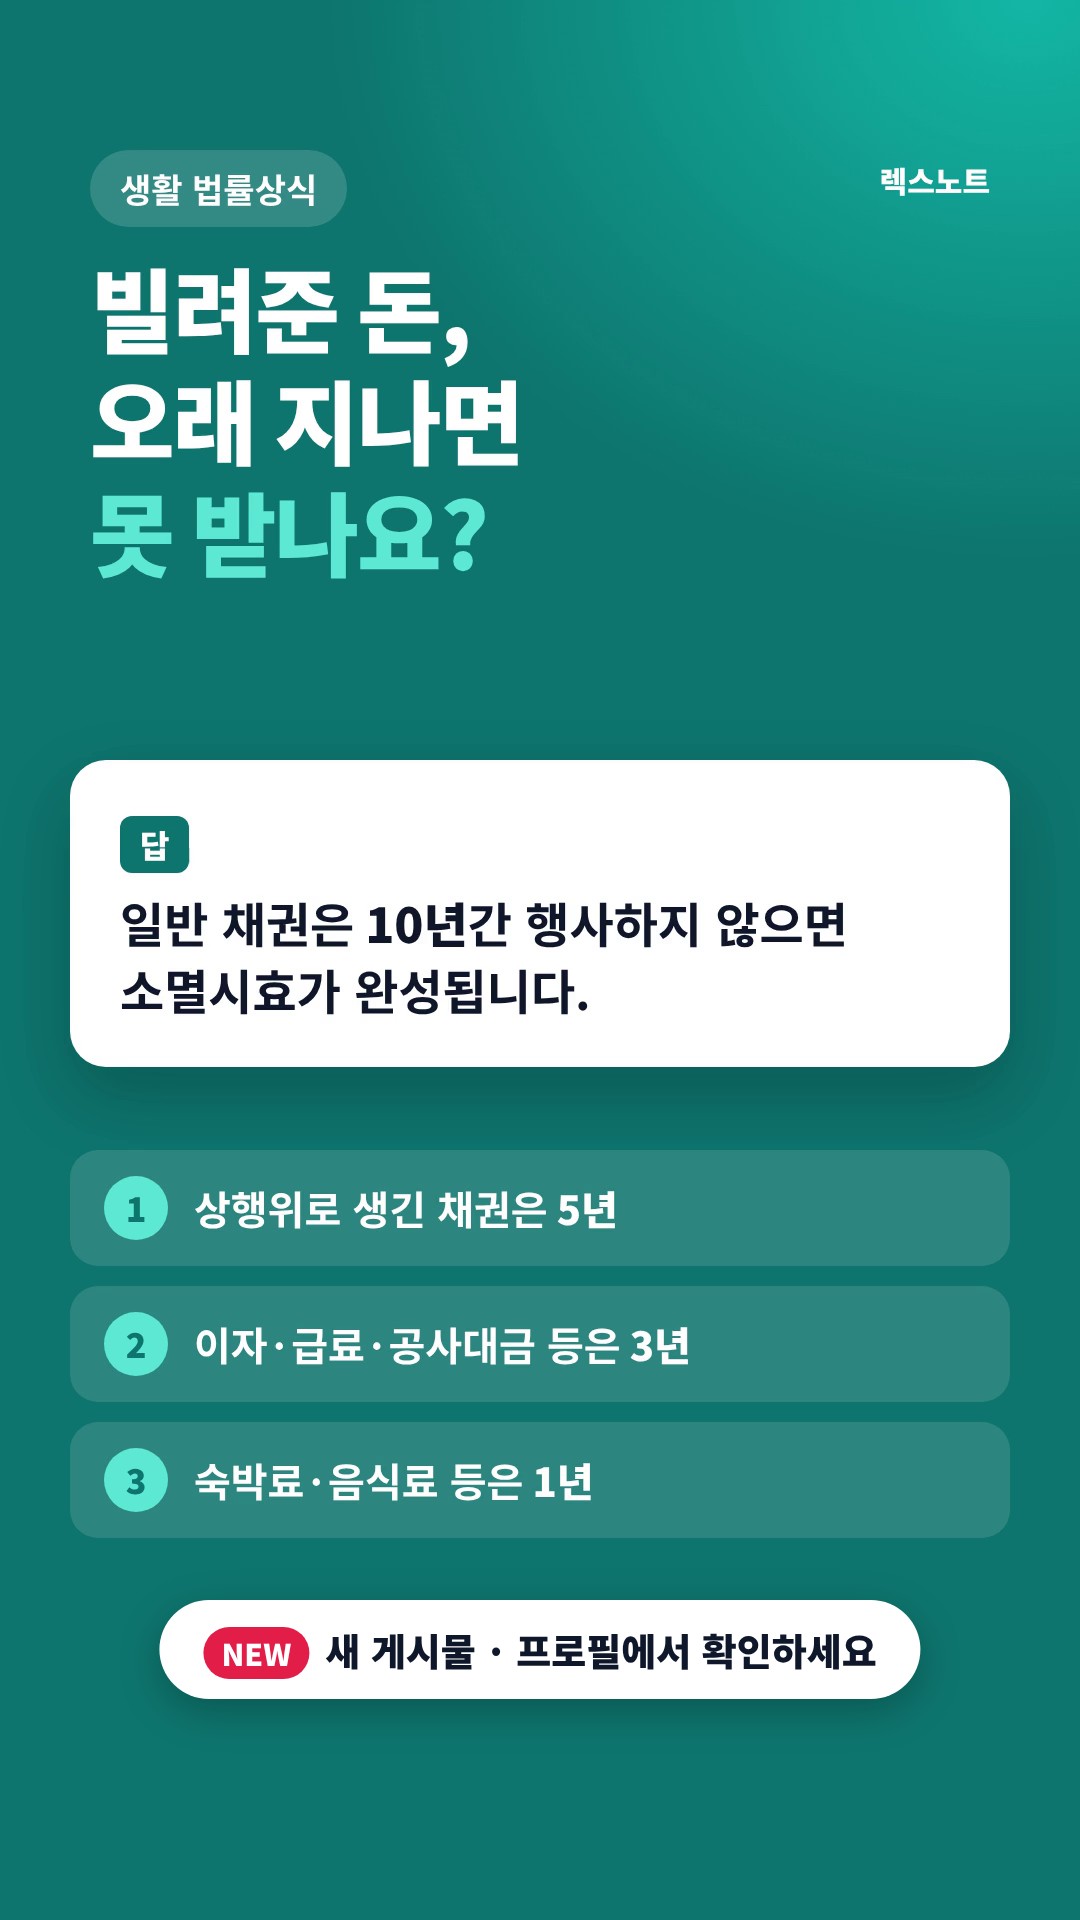 생활 법률상식
렉스노트
빌려준 돈,
오래 지나면
못 받나요?
답
일반 채권은 10년간 행사하지 않으면
소멸시효가 완성됩니다.
1 상행위로 생긴 채권은 5년
2 이자·급료·공사대금 등은 3년
3 숙박료·음식료 등은 1년
NEW 새 게시물 · 프로필에서 확인하세요